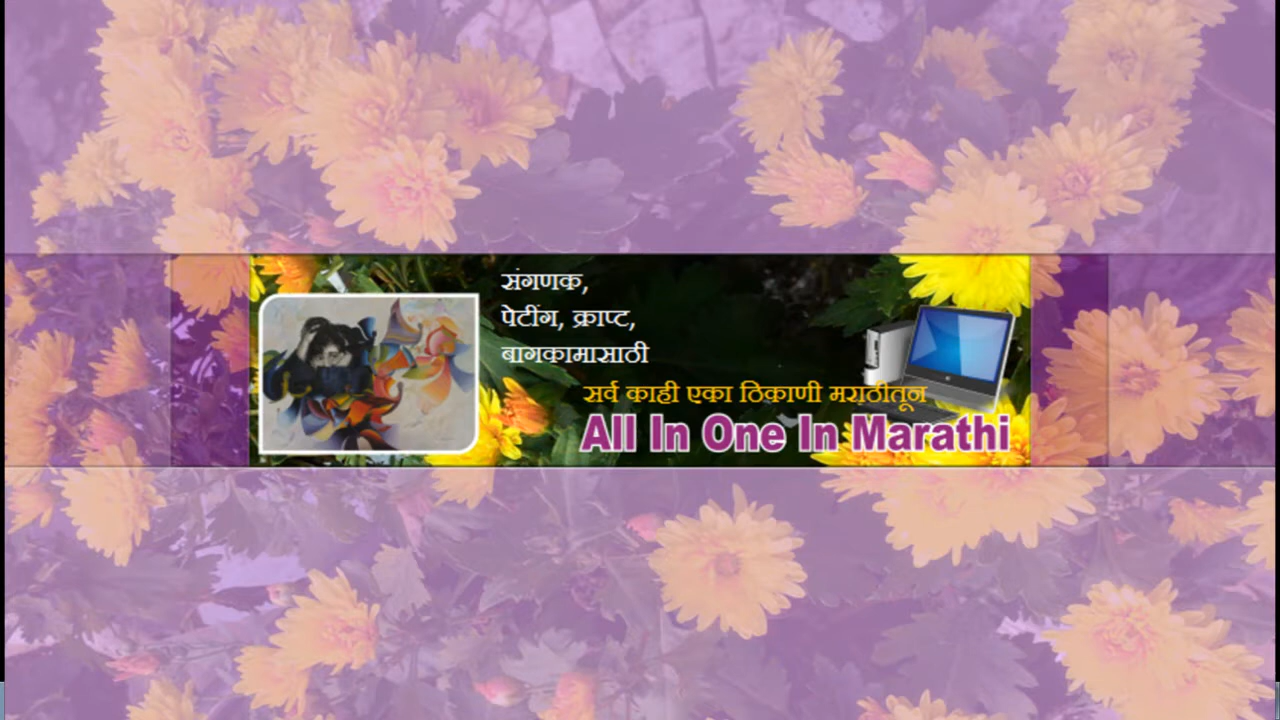 संगणक,
पेटींग, क्राप्ट,
बागकामासाठी
सर्व काही एका ठिकाणी मराठीतून
All In One In Marathi